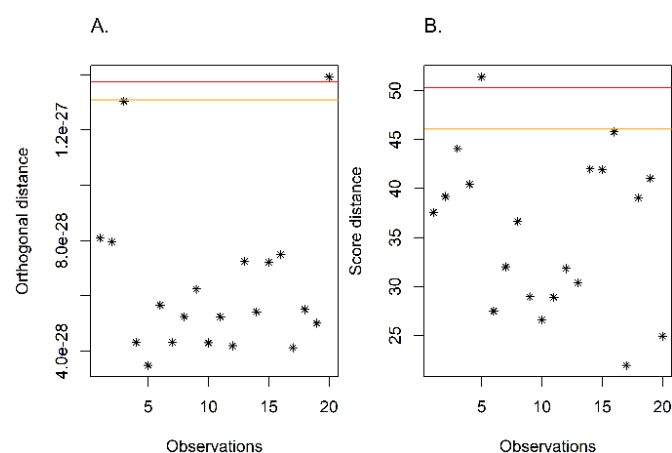 A.
B.
Orthogonal distance
4.0e-28
8.0e-28
1.2e-27
5
10
15
20
Observations
Score distance
25
30
35
40
45
50
5
10
15
20
Observations